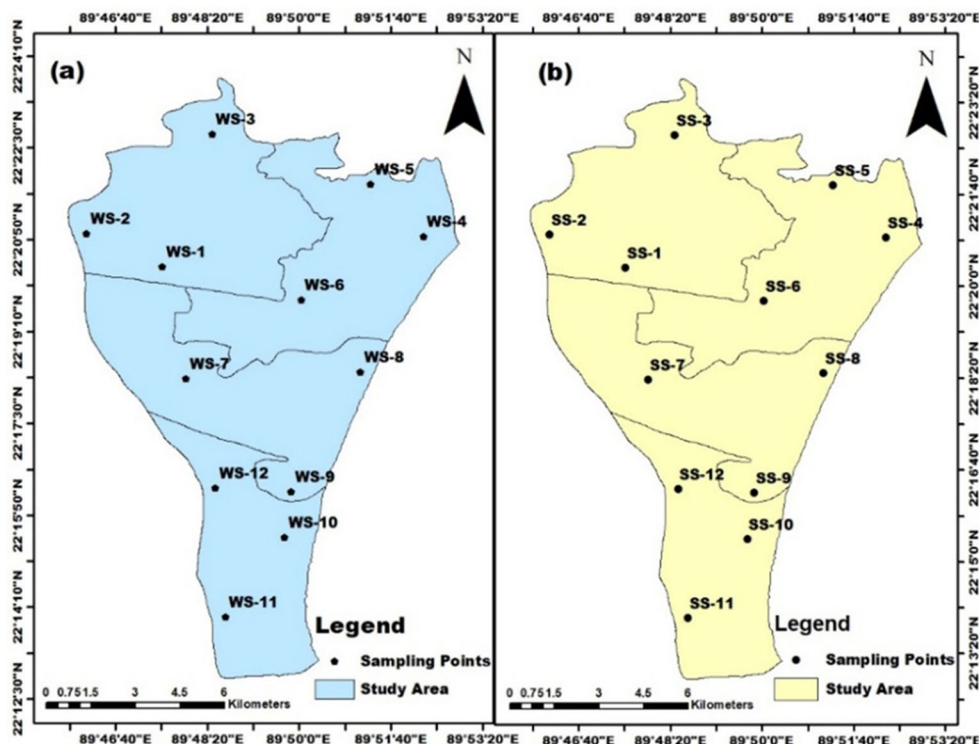 89°46'40"E 89°48'20"E 89°50'0"E 89°51'40"E 89°53'20"E 89°46'40"E 89°48'20"E 89°50'0"E 89°51'40"E 89°53'20"E
22°24'10"N
22°22'30"N
22°20'50"N
22°19'10"N
22°17'30"N
22°15'50"N
22°14'10"N
22°12'30"N
(a)
N
WS-3
WS-5
WS-2
WS-4
WS-1
WS-6
WS-7
WS-8
WS-12
WS-9
WS-10
WS-11
Legend
Sampling Points
Study Area
0 0.75 1.5 3 4.5 6
Kilometers
(b)
N
SS-3
SS-5
SS-2
SS-4
SS-1
SS-6
SS-7
SS-8
SS-12
SS-9
SS-10
SS-11
Legend
Sampling Points
Study Area
0 0.75 1.5 3 4.5 6
Kilometers
22°23'20"N
22°21'40"N
22°20'0"N
22°18'20"N
22°16'40"N
22°15'0"N
22°13'20"N
89°46'40"E 89°48'20"E 89°50'0"E 89°51'40"E 89°53'20"E 89°46'40"E 89°48'20"E 89°50'0"E 89°51'40"E 89°53'20"E